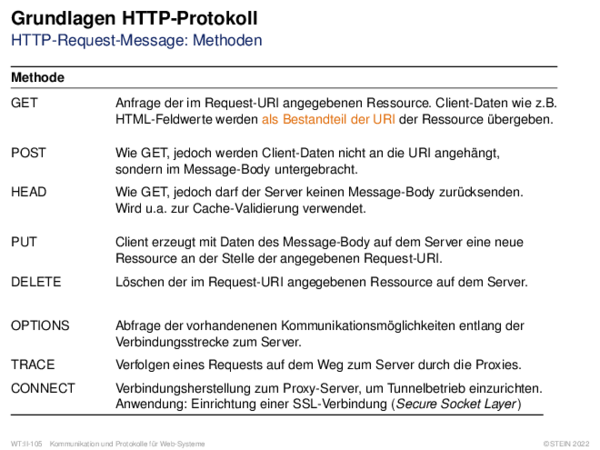 Grundlagen HTTP-Protokoll
HTTP-Request-Message: Methoden
Methode
GET Anfrage der im Request-URI angegebenen Ressource. Client-Daten wie z.B.
HTML-Feldwerte werden als Bestandteil der URI der Ressource übergeben.
POST Wie GET, jedoch werden Client-Daten nicht an die URI angehängt,
sondern im Message-Body untergebracht.
HEAD Wie GET, jedoch darf der Server keinen Message-Body zurücksenden.
Wird u.a. zur Cache-Validierung verwendet.
PUT Client erzeugt mit Daten des Message-Body auf dem Server eine neue
Ressource an der Stelle der angegebenen Request-URI.
DELETE Löschen der im Request-URI angegebenen Ressource auf dem Server.
OPTIONS Abfrage der vorhandenenen Kommunikationsmöglichkeiten entlang der
Verbindungsstrecke zum Server.
TRACE Verfolgen eines Requests auf dem Weg zum Server durch die Proxies.
CONNECT Verbindungsherstellung zum Proxy-Server, um Tunnelbetrieb einzurichten.
Anwendung: Einrichtung einer SSL-Verbindung (Secure Socket Layer)
WT:II-105 Kommunikation und Protokolle für Web-Systeme ©STEIN 2022